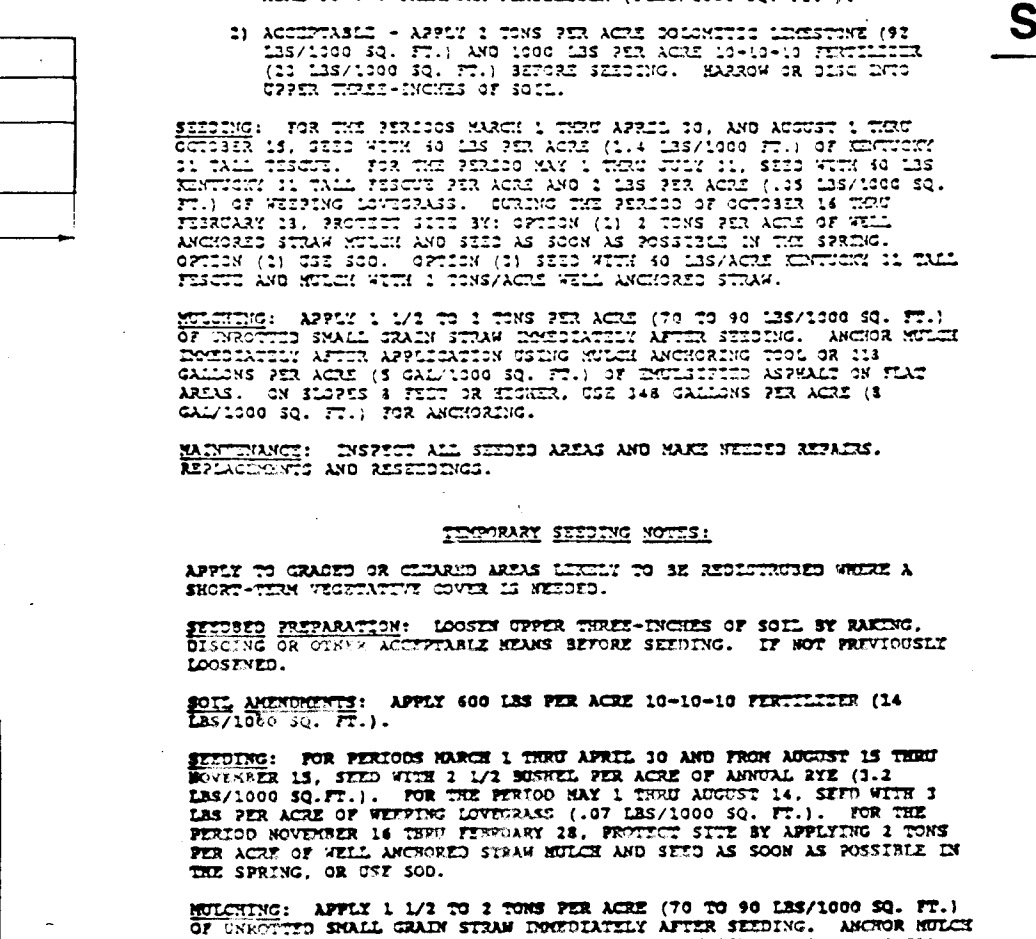 S
2) ACCEPTABLE - APPLY 2 TONS PER ACRE DOLOMITIC LIMESTONE (92
LBS/1000 SQ. FT.) AND 1000 LBS PER ACRE 10-10-10 FERTILIZER
(23 LBS/1000 SQ. FT.) BEFORE SEEDING. HARROW OR DISC INTO
UPPER THREE-INCHES OF SOIL.
SEEDING: FOR THE PERIODS MARCH 1 THRU APRIL 30, AND AUGUST 1 THRU
OCTOBER 15, SEED WITH 60 LBS PER ACRE (1.4 LBS/1000 FT.) OF KENTUCKY
31 TALL FESCUE. FOR THE PERIOD MAY 1 THRU JULY 31, SEED WITH 60 LBS
KENTUCKY 31 TALL FESCUE PER ACRE AND 2 LBS PER ACRE (.05 LBS/1000 SQ.
FT.) OF WEEPING LOVEGRASS. DURING THE PERIOD OF OCTOBER 16 THRU
FEBRUARY 28, PROTECT SITE BY: OPTION (1) 2 TONS PER ACRE OF WELL
ANCHORED STRAW MULCH AND SEED AS SOON AS POSSIBLE IN THE SPRING.
OPTION (2) USE SOD. OPTION (3) SEED WITH 60 LBS/ACRE KENTUCKY 31 TALL
FESCUE AND MULCH WITH 2 TONS/ACRE WELL ANCHORED STRAW.
MULCHING: APPLY 1 1/2 TO 2 TONS PER ACRE (70 TO 90 LBS/1000 SQ. FT.)
OF UNROTTED SMALL GRAIN STRAW IMMEDIATELY AFTER SEEDING. ANCHOR MULCH
IMMEDIATELY AFTER APPLICATION USING MULCH ANCHORING TOOL OR 218
GALLONS PER ACRE (5 GAL/1000 SQ. FT.) OF EMULSIFIED ASPHALT ON FLAT
AREAS. ON SLOPES 8 FEET OR HIGHER, USE 348 GALLONS PER ACRE (8
GAL/1000 SQ. FT.) FOR ANCHORING.
MAINTENANCE: INSPECT ALL SEEDED AREAS AND MAKE NEEDED REPAIRS,
REPLACEMENTS AND RESEEDINGS.
TEMPORARY SEEDING NOTES:
APPLY TO GRADED OR CLEARED AREAS LIKELY TO BE REDISTRUBED WHERE A
SHORT-TERM VEGETATIVE COVER IS NEEDED.
SEEDBED PREPARATION: LOOSEN UPPER THREE-INCHES OF SOIL BY RAKING,
DISCING OR OTHER ACCEPTABLE MEANS BEFORE SEEDING. IF NOT PREVIOUSLY
LOOSENED.
SOIL AMENDMENTS: APPLY 600 LBS PER ACRE 10-10-10 FERTILIZER (14
LBS/1000 SQ. FT.).
SEEDING: FOR PERIODS MARCH 1 THRU APRIL 30 AND FROM AUGUST 15 THRU
NOVEMBER 15, SEED WITH 2 1/2 BUSHEL PER ACRE OF ANNUAL RYE (3.2
LBS/1000 SQ.FT.). FOR THE PERIOD MAY 1 THRU AUGUST 14, SEED WITH 3
LBS PER ACRE OF WEEPING LOVEGRASS (.07 LBS/1000 SQ. FT.). FOR THE
PERIOD NOVEMBER 16 THRU FEBRUARY 28, PROTECT SITE BY APPLYING 2 TONS
PER ACRE OF WELL ANCHORED STRAW MULCH AND SEED AS SOON AS POSSIBLE IN
THE SPRING, OR USE SOD.
MULCHING: APPLY 1 1/2 TO 2 TONS PER ACRE (70 TO 90 LBS/1000 SQ. FT.)
OF UNROTTED SMALL GRAIN STRAW IMMEDIATELY AFTER SEEDING. ANCHOR MULCH